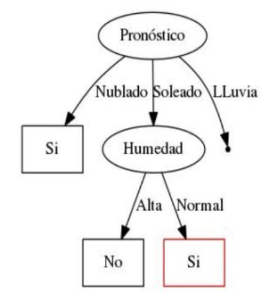 Pronóstico
Nublado Soleado LLuvia
Si Humedad
Alta Normal
No Si